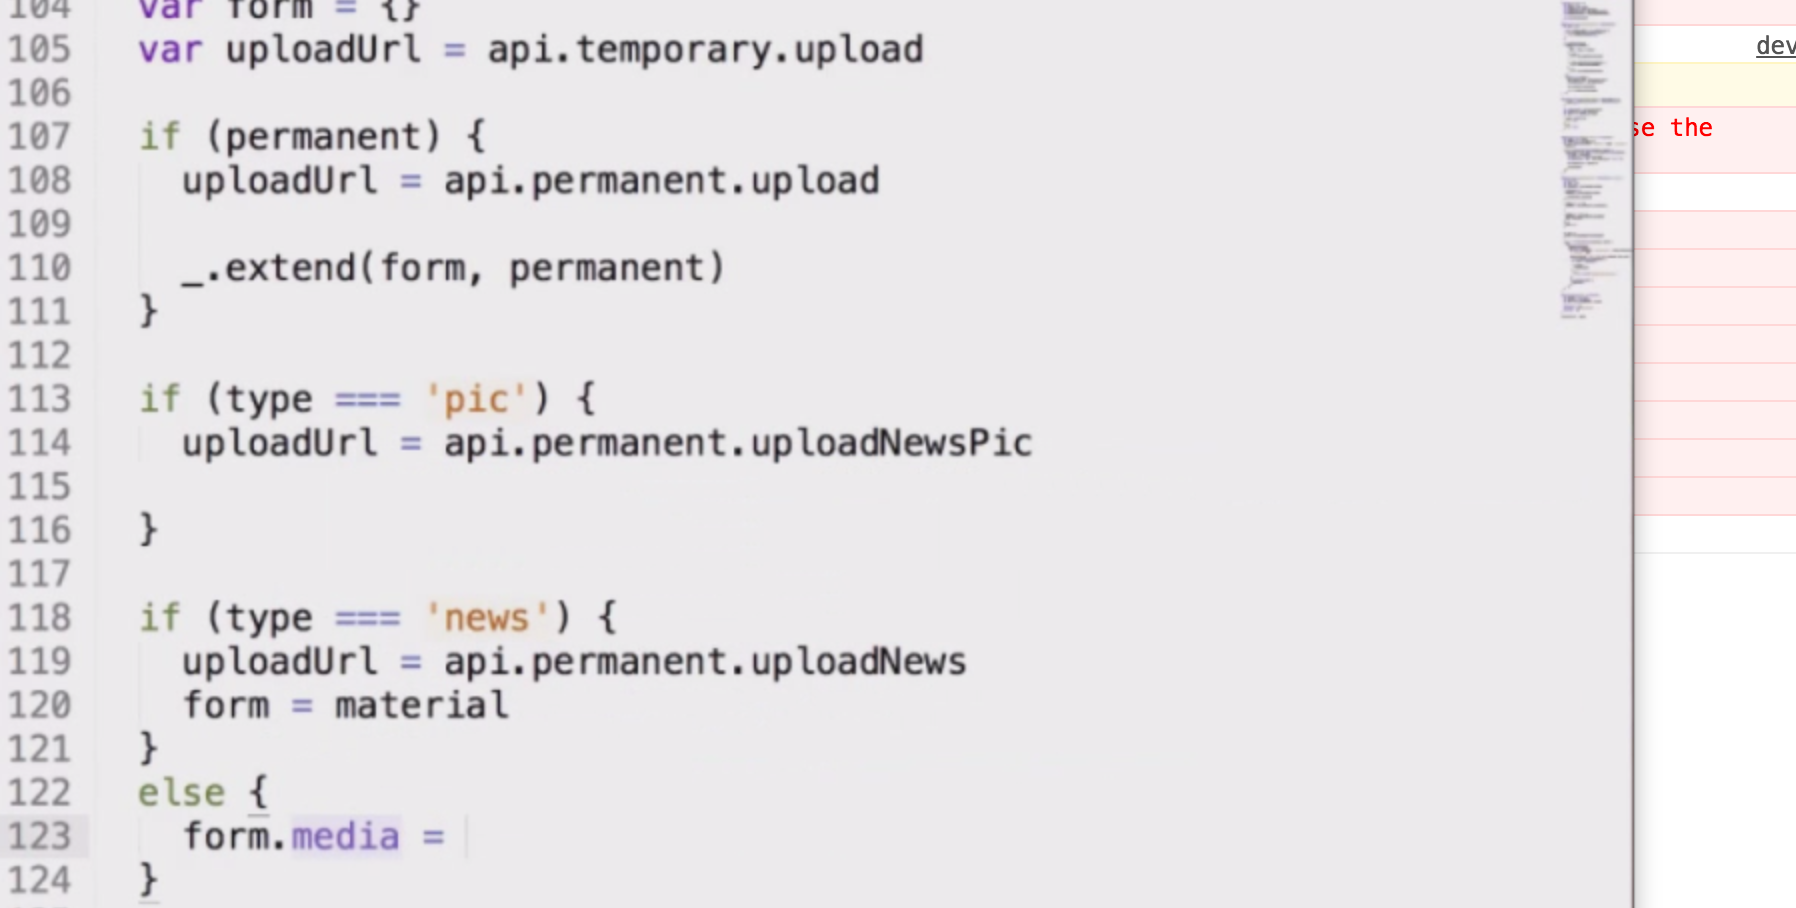 104 var form = {}
105 var uploadUrl = api.temporary.upload
106
107 if (permanent) {
108 uploadUrl = api.permanent.upload
109
110 _.extend(form, permanent)
111 }
112
113 if (type === 'pic') {
114 uploadUrl = api.permanent.uploadNewsPic
115
116 }
117
118 if (type === 'news') {
119 uploadUrl = api.permanent.uploadNews
120 form = material
121 }
122 else {
123 form.media =
124 }
dev
se the